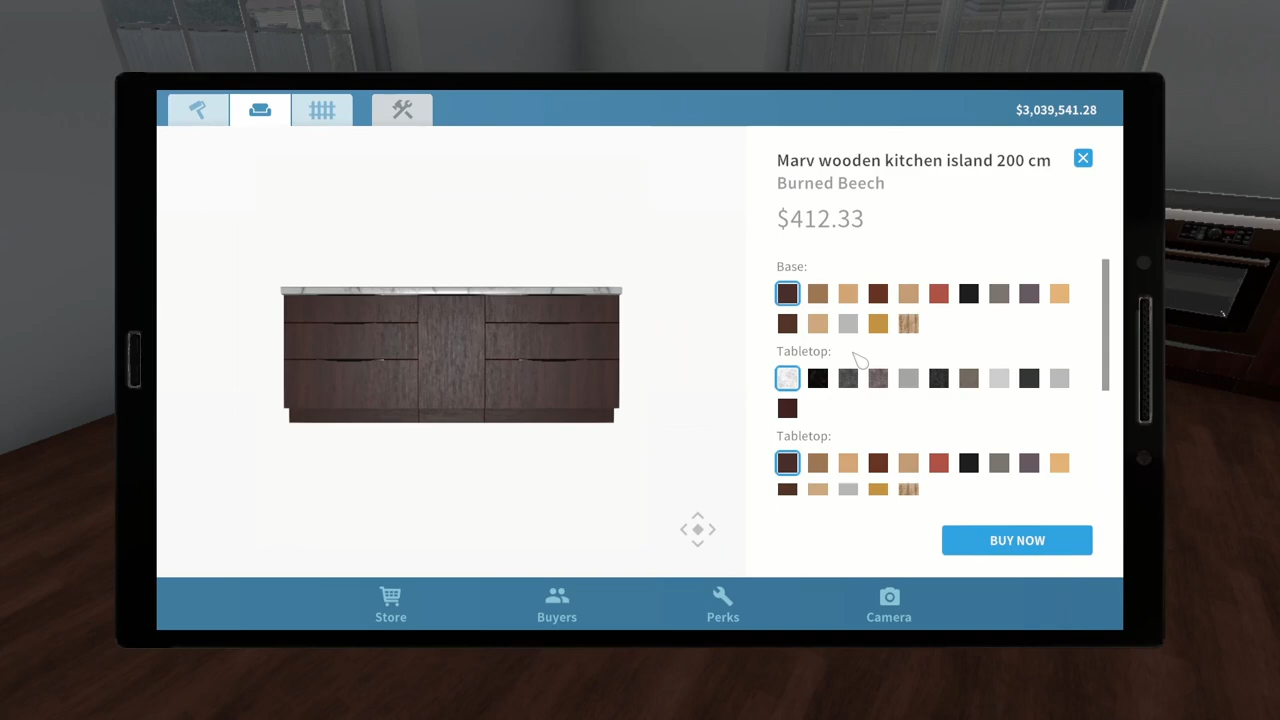 $3,039,541.28
Marv wooden kitchen island 200 cm
Burned Beech
$412.33
Base:
Tabletop:
Tabletop:
BUY NOW
Store
Buyers
Perks
Camera